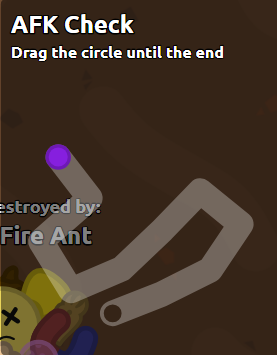 AFK Check
Drag the circle until the end
estroyed by:
Fire Ant